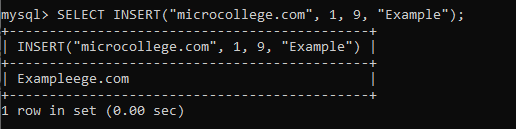 mysql> SELECT INSERT("microcollege.com", 1, 9, "Example");
+---------------------------------------------+
| INSERT("microcollege.com", 1, 9, "Example") |
+---------------------------------------------+
| Exampleege.com                              |
+---------------------------------------------+
1 row in set (0.00 sec)